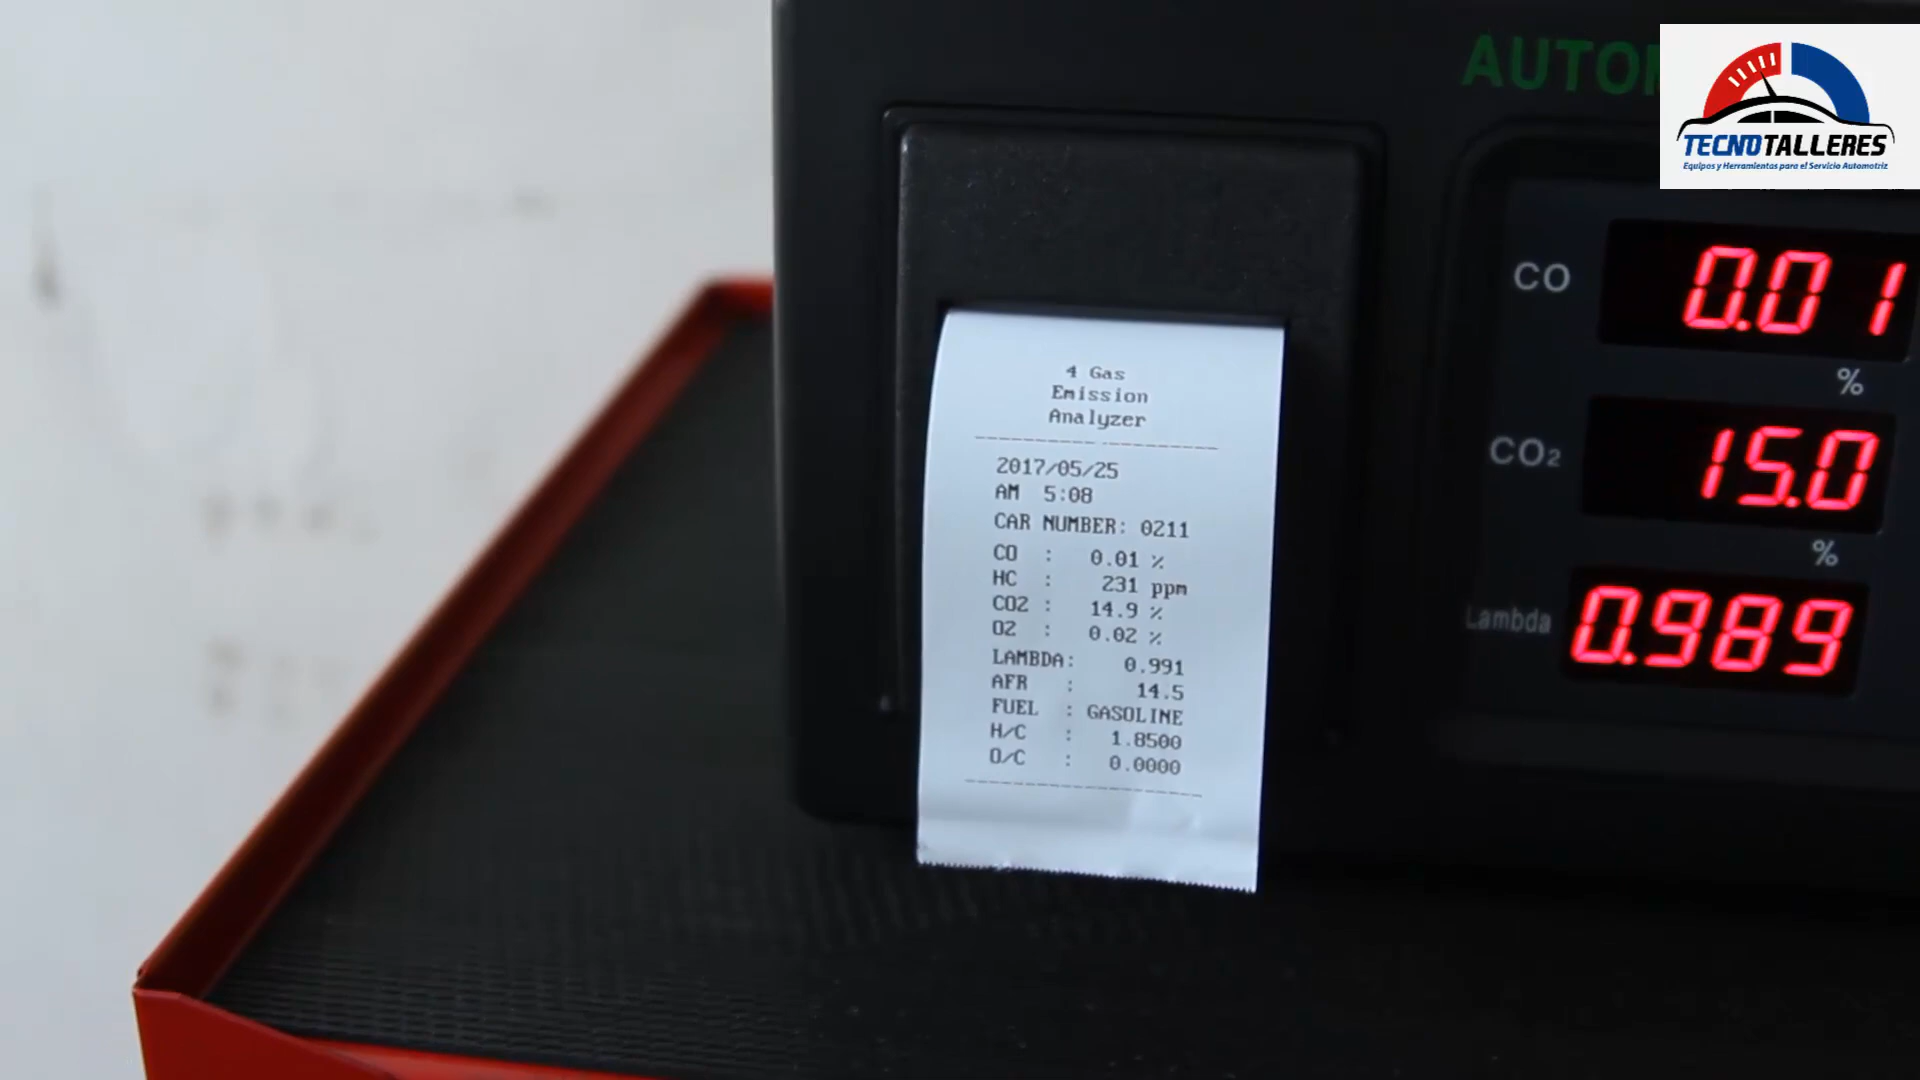 4 Gas
Emission
Analyzer
2017/05/25
AM 5:08
CAR NUMBER: 0211
CO : 0.01 %
HC : 231 ppm
CO2 : 14.9 %
O2 : 0.02 %
LAMBDA: 0.991
AFR : 14.5
FUEL : GASOLINE
H/C : 1.8500
O/C : 0.0000
TECNOTALLERES
Equipos y Herramientas para el Servicio Automotriz
CO 0.01
%
CO2 15.0
%
Lambda 0.989